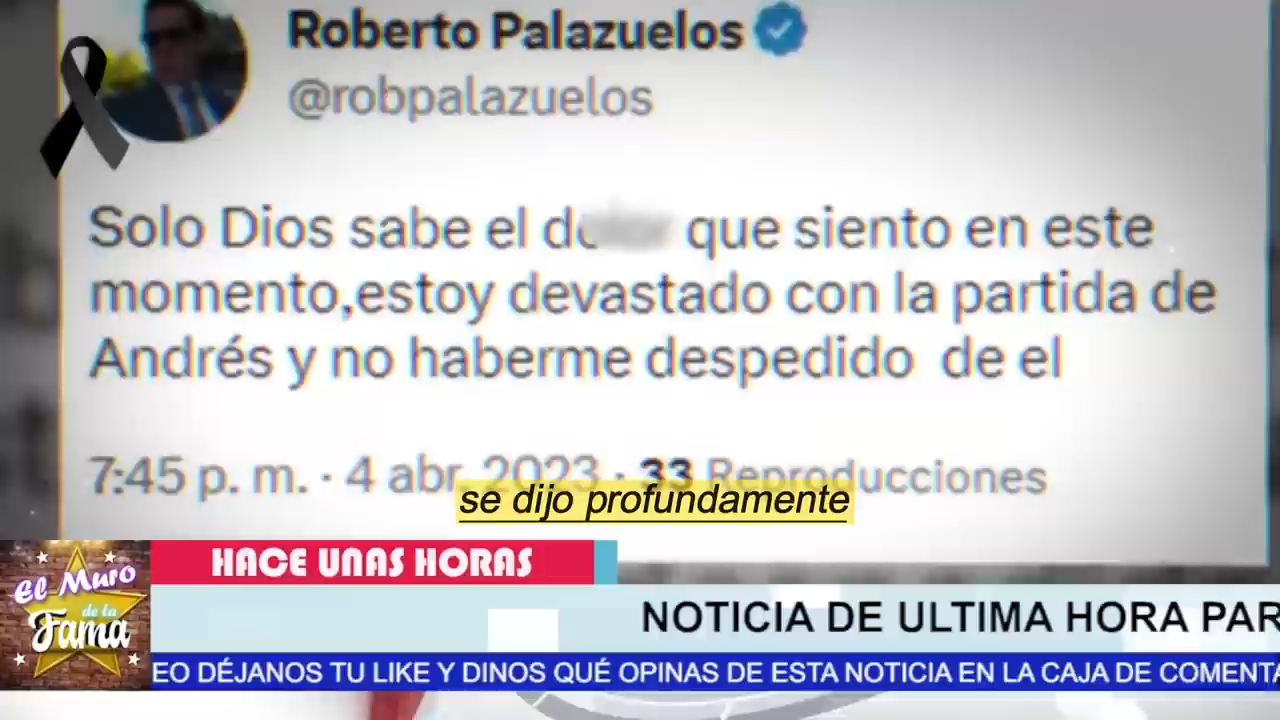 Roberto Palazuelos
@robpalazuelos
Solo Dios sabe el que siento en este
momento,estoy devastado con la partida de
Andrés y no haberme despedido de el
7:45 p. m. · 4 abr. 2023 · 33 Reproducciones
se dijo profundamente
HACE UNAS HORAS
El Muro
de la
Fama
NOTICIA DE ULTIMA HORA PAR
EO DÉJANOS TU LIKE Y DINOS QUÉ OPINAS DE ESTA NOTICIA EN LA CAJA DE COMENTA